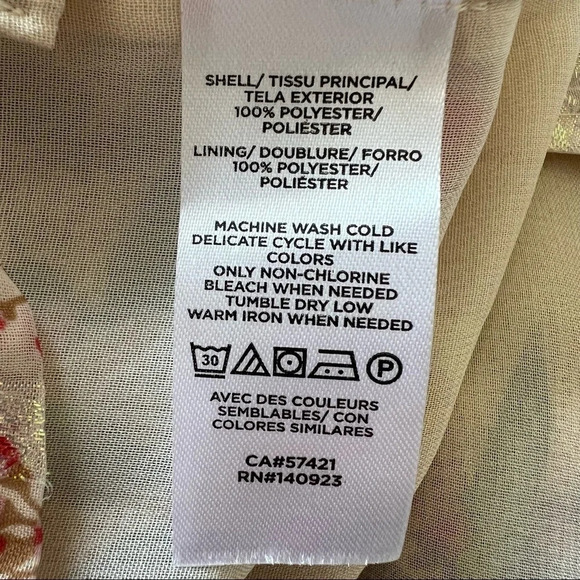 SHELL/ TISSU PRINCIPAL/
TELA EXTERIOR
100% POLYESTER/
POLIÉSTER
LINING/ DOUBLURE/ FORRO
100% POLYESTER/
POLIÉSTER
MACHINE WASH COLD
DELICATE CYCLE WITH LIKE
COLORS
ONLY NON-CHLORINE
BLEACH WHEN NEEDED
TUMBLE DRY LOW
WARM IRON WHEN NEEDED
30 P
AVEC DES COULEURS
SEMBLABLES/ CON
COLORES SIMILARES
CA#57421
RN#140923